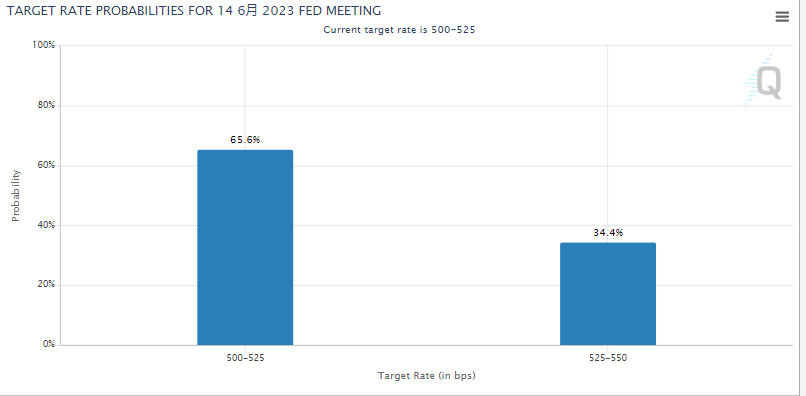 TARGET RATE PROBABILITIES FOR 14 6月 2023 FED MEETING
Current target rate is 500-525
100%
80%
60%
40%
20%
0%
Probability
65.6%
34.4%
500-525
525-550
Target Rate (in bps)
Q